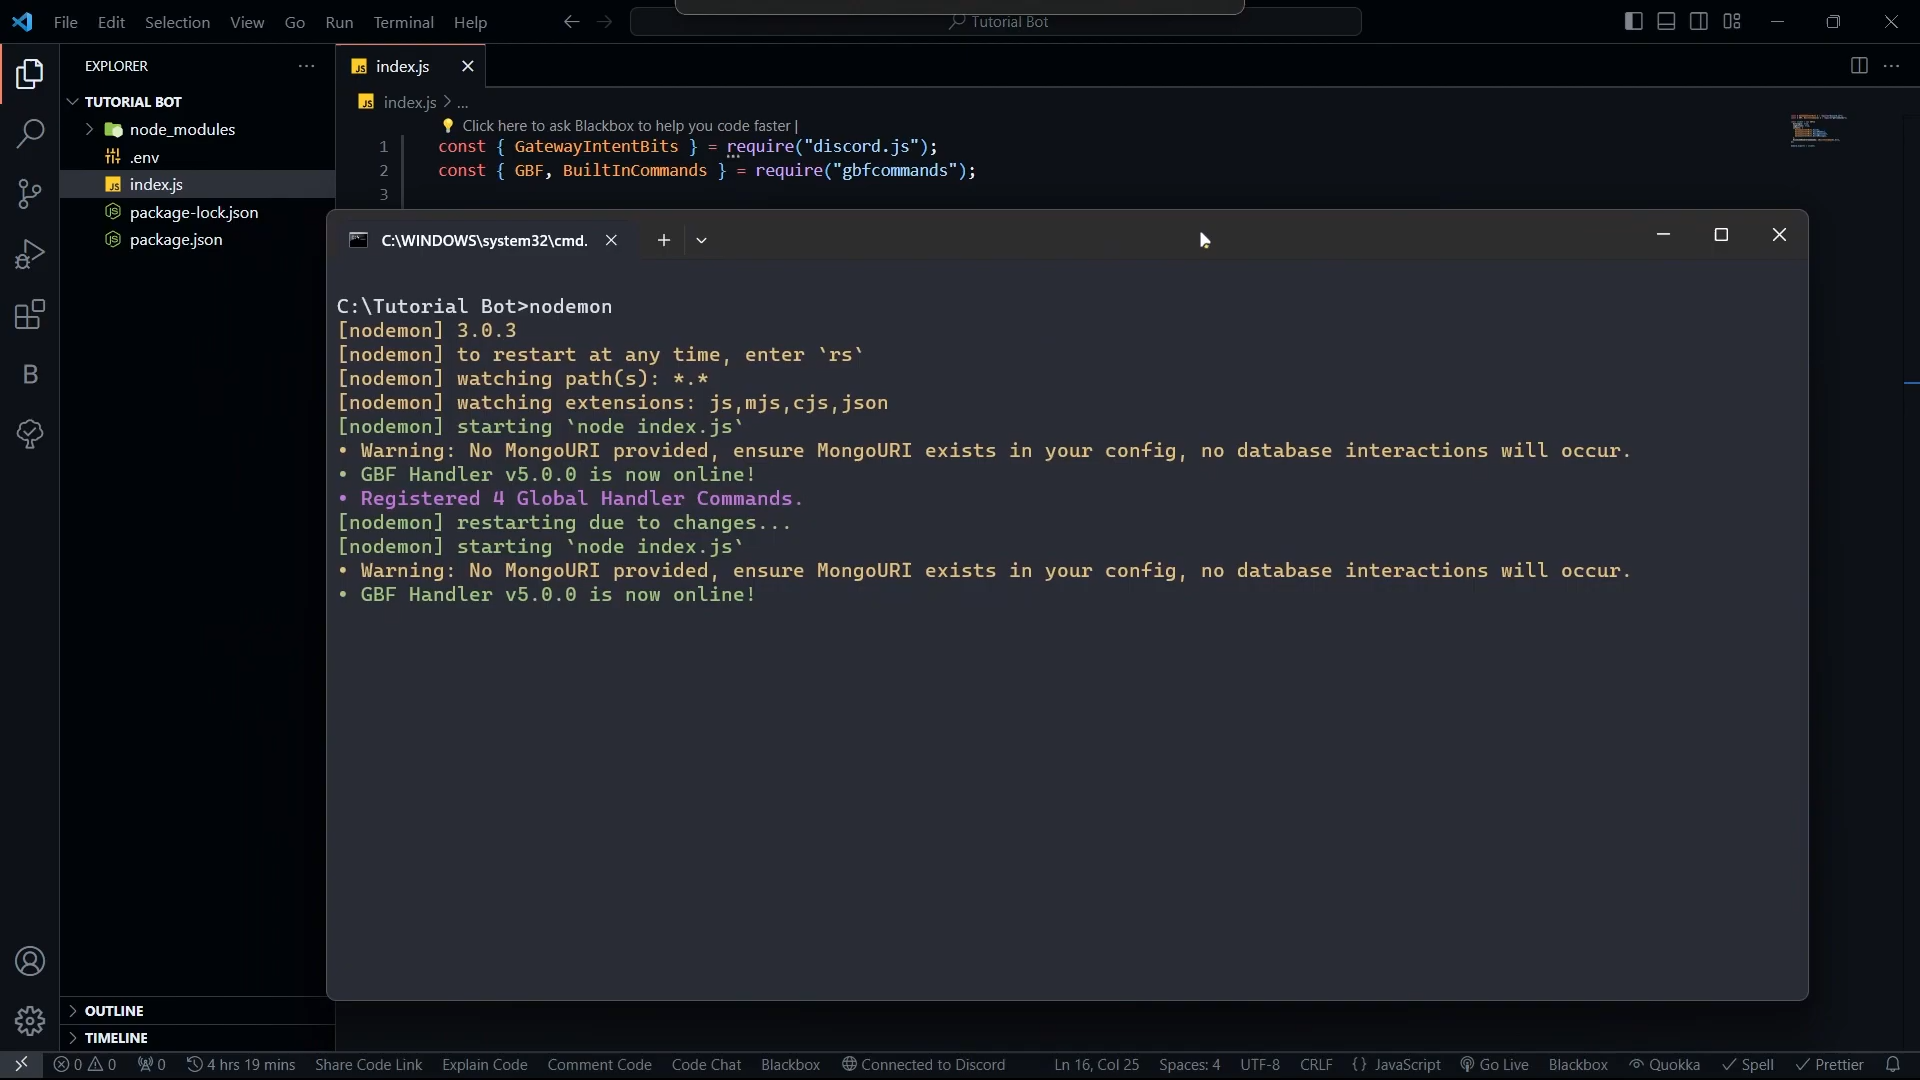 File Edit Selection View Go Run Terminal Help
Tutorial Bot
EXPLORER
TUTORIAL BOT
node_modules
.env
index.js
package-lock.json
package.json
index.js
index.js > ...
Click here to ask Blackbox to help you code faster |
1 const { GatewayIntentBits } = require("discord.js");
2 const { GBF, BuiltInCommands } = require("gbfcommands");
3
C:\WINDOWS\system32\cmd.
C:\Tutorial Bot>nodemon
[nodemon] 3.0.3
[nodemon] to restart at any time, enter `rs`
[nodemon] watching path(s): *.*
[nodemon] watching extensions: js,mjs,cjs,json
[nodemon] starting `node index.js`
• Warning: No MongoURI provided, ensure MongoURI exists in your config, no database interactions will occur.
• GBF Handler v5.0.0 is now online!
• Registered 4 Global Handler Commands.
[nodemon] restarting due to changes...
[nodemon] starting `node index.js`
• Warning: No MongoURI provided, ensure MongoURI exists in your config, no database interactions will occur.
• GBF Handler v5.0.0 is now online!
OUTLINE
TIMELINE
0 0 0 4 hrs 19 mins Share Code Link Explain Code Comment Code Code Chat Blackbox Connected to Discord Ln 16, Col 25 Spaces: 4 UTF-8 CRLF {} JavaScript Go Live Blackbox Quokka Spell Prettier